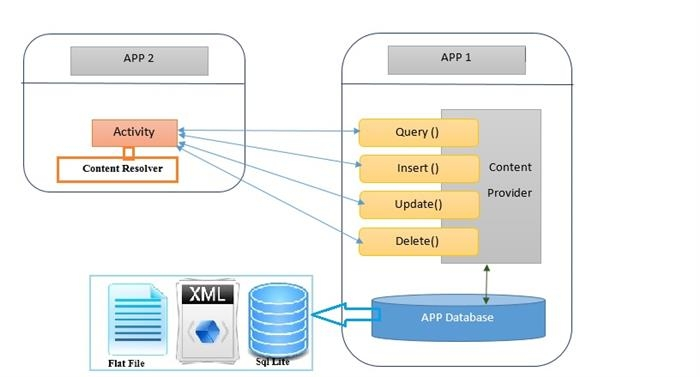 APP 2
APP 1
Activity
Content Resolver
Query ()
Insert ()
Update()
Delete()
Content
Provider
APP Database
XML
Flat File
Sql Lite